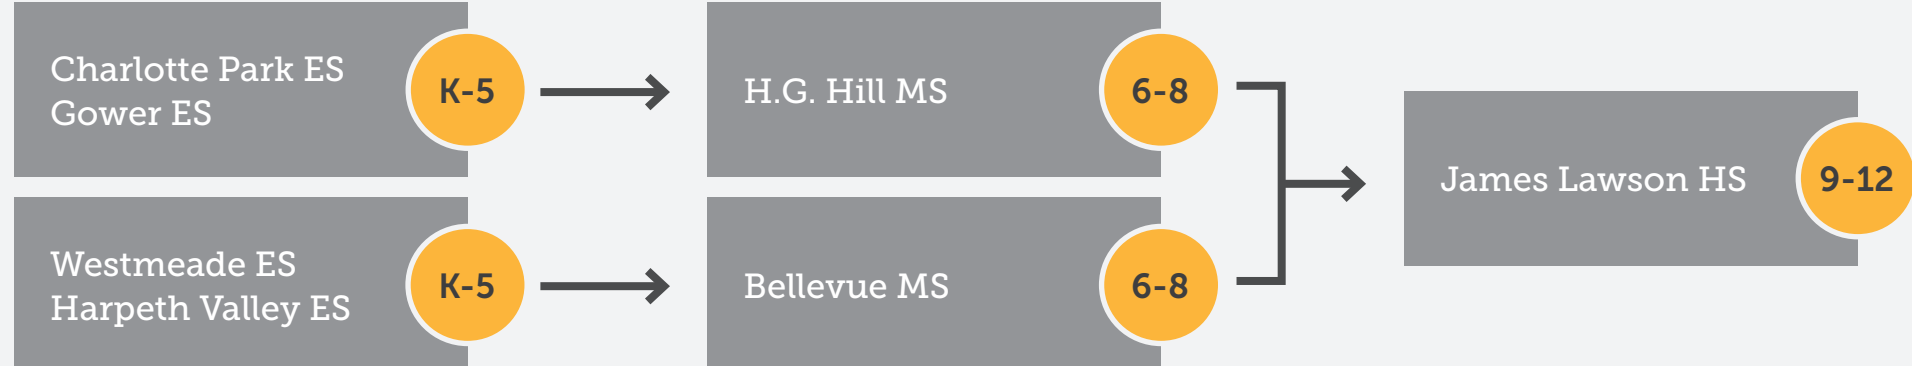 Charlotte Park ES
Gower ES
K-5
H.G. Hill MS
6-8
Westmeade ES
Harpeth Valley ES
K-5
Bellevue MS
6-8
James Lawson HS
9-12